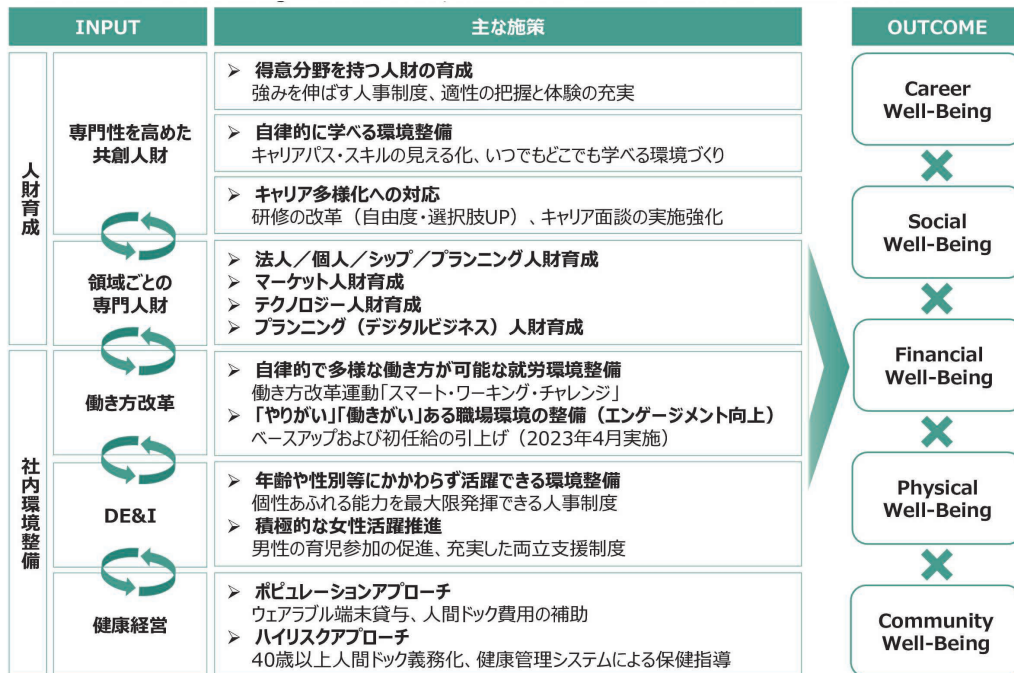 INPUT
主な施策
OUTCOME
人財育成
専門性を高めた
共創人財
➢ 得意分野を持つ人財の育成
強みを伸ばす人事制度、適性の把握と体験の充実
➢ 自律的に学べる環境整備
キャリアパス・スキルの見える化、いつでもどこでも学べる環境づくり
➢ キャリア多様化への対応
研修の改革（自由度・選択肢UP）、キャリア面談の実施強化
領域ごとの
専門人財
➢ 法人／個人／シップ／プランニング人財育成
➢ マーケット人財育成
➢ テクノロジー人財育成
➢ プランニング（デジタルビジネス）人財育成
社内環境整備
働き方改革
➢ 自律的で多様な働き方が可能な就労環境整備
働き方改革運動「スマート・ワーキング・チャレンジ」
➢ 「やりがい」「働きがい」ある職場環境の整備（エンゲージメント向上）
ベースアップおよび初任給の引上げ（2023年4月実施）
DE&I
➢ 年齢や性別等にかかわらず活躍できる環境整備
個性あふれる能力を最大限発揮できる人事制度
➢ 積極的な女性活躍推進
男性の育児参加の促進、充実した両立支援制度
健康経営
➢ ポピュレーションアプローチ
ウェアラブル端末貸与、人間ドック費用の補助
➢ ハイリスクアプローチ
40歳以上人間ドック義務化、健康管理システムによる保健指導
Career
Well-Being
Social
Well-Being
Financial
Well-Being
Physical
Well-Being
Community
Well-Being